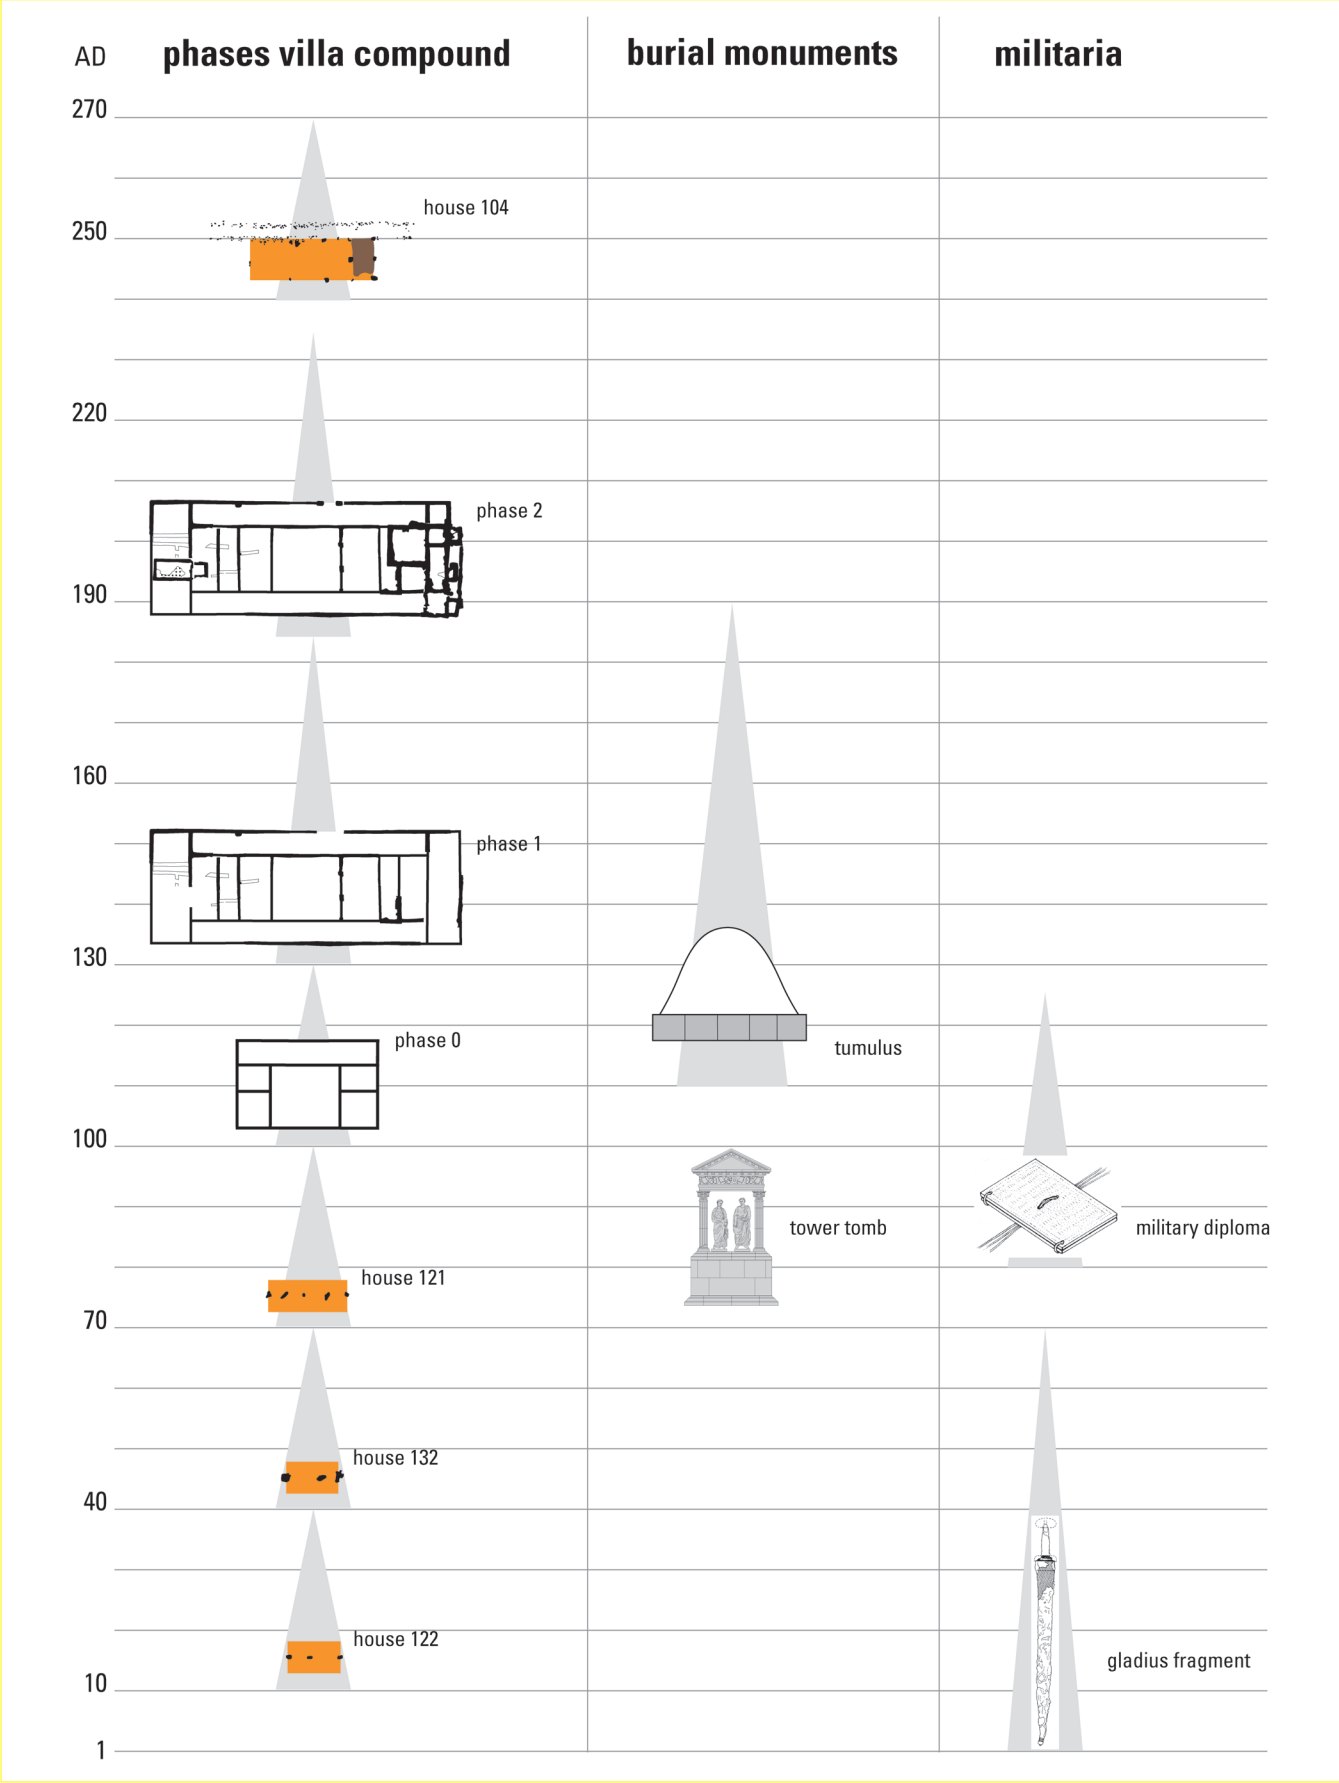 AD phases villa compound burial monuments militaria
270
house 104
250
220
phase 2
190
160
phase 1
130
phase 0
tumulus
100
tower tomb military diploma
house 121
70
house 132
40
house 122
gladius fragment
10
1